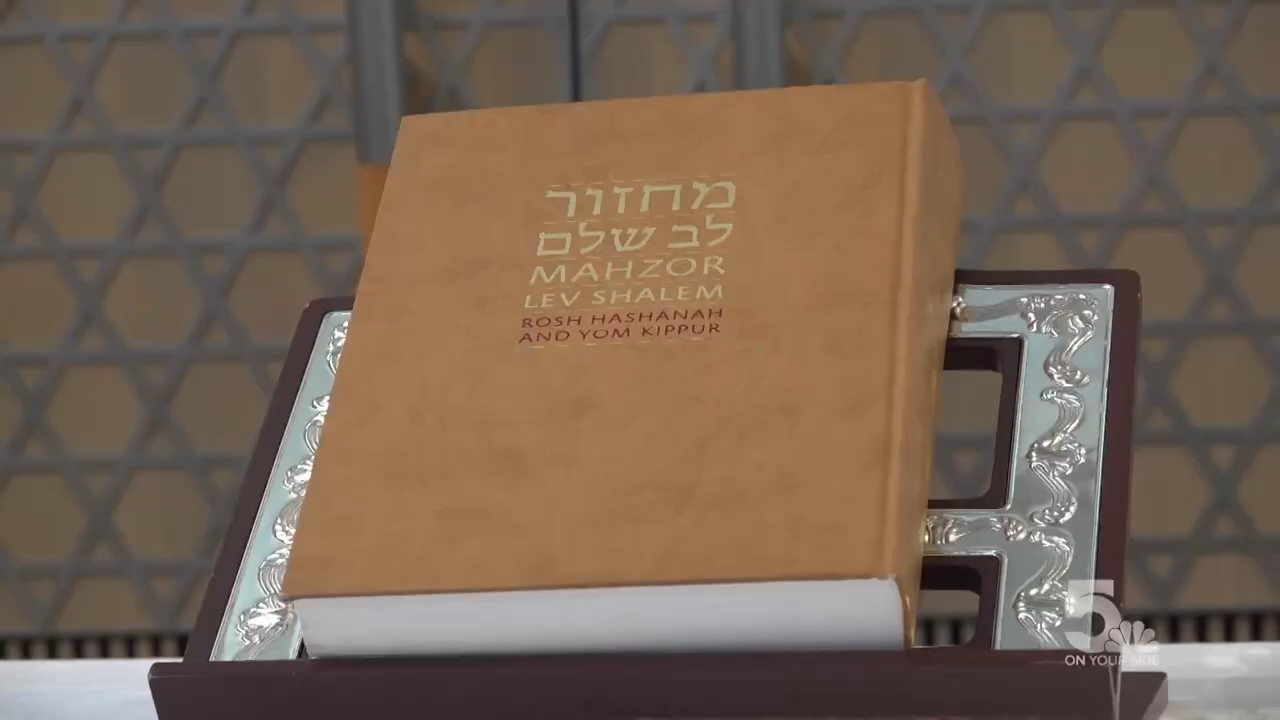 מחזור
לב שלם
MAHZOR
LEV SHALEM
ROSH HASHANAH
AND YOM KIPPUR
5
ON YOUR SIDE